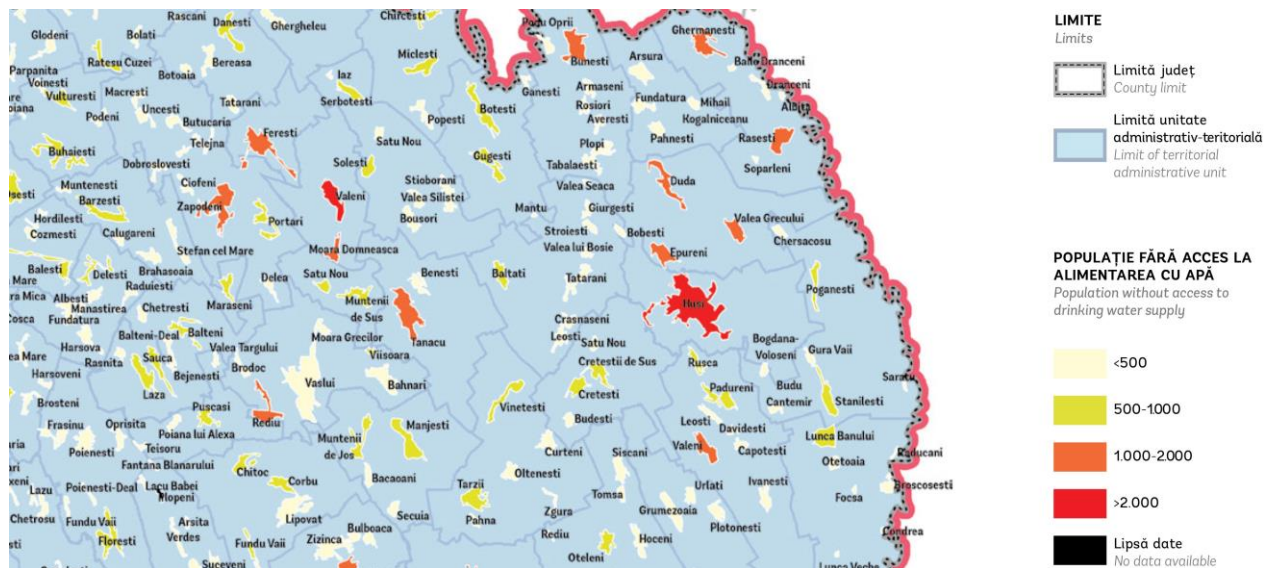 Rascani
Danesti
Ghergheleu
Chircesti
Podu Oprii
Ghermanesti
Glodeni
Bolati
Miclesti
Bunesti
Arsura
Ratesu Cuzei
Bereasa
Parpanita
Botoaia
Iaz
Draceni
Voinesti
Macresti
Serbotesti
Ganesti
Armaseni
Vulturesti
Uncesti
Tatarani
Botesti
Rosiori
Fundatura
Mihail
Kogalniceanu
Podeni
Butucaria
Popesti
Averesti
Telejna
Feresti
Satu Nou
Plopi
Pahnesti
Rasesti
Buhaiesti
Dobroslovesti
Solesti
Gugesti
Tabalaesti
Soparleni
Muntenesti
Ciofeni
Stioborani
Valea Seaca
Duda
Barzesti
Zapodeni
Valeni
Valea Silistei
Mantu
Giurgesti
Hordilesti
Portari
Bousori
Valea Grecului
Cozmesti
Calugareni
Stroiesti
Bobesti
Chersacosu
Stefan cel Mare
Moara Domneasca
Valea lui Bosie
Epureni
Balesti
Delesti
Brahasoaia
Delea
Satu Nou
Benesti
Baltati
Tatarani
Poganesti
Raduiesti
Albesti
Manastirea
Chetresti
Maraseni
Muntenii
de Sus
Husi
Fundatura
Balteni-Deal
Balteni
Moara Grecilor
Tanacu
Crasnaseni
Harsova
Valea Targului
Viisoara
Leosti
Satu Nou
Bogdana-
Voloseni
Rasnita
Sauca
Brodoc
Cretestii de Sus
Rusca
Gura Vaii
Harsoveni
Bejenesti
Vaslui
Bahnari
Laza
Cretesti
Padureni
Budu
Brosteni
Puscasi
Rediu
Vinetesti
Cantemir
Stanilesti
Frasinu
Oprisita
Poiana lui Alexa
Muntenii
de Jos
Manjesti
Budesti
Leosti
Davidesti
Lunca Banului
Poienesti
Teisoru
Curteni
Siscani
Valeni
Capotesti
Fantana Blanarului
Otetoaia
Raducani
Lazu
Poienesti-Deal
Lacu Babei
Mopeni
Chitoc
Corbu
Bacaoani
Tarzii
Oltenesti
Tomsa
Urlati
Ivanesti
Focsa
Broscosesti
Chetrosu
Fundu Vaii
Arsita
Verdes
Lipovat
Secuia
Pahna
Zgura
Grumezoaia
Plotonesti
Floresti
Fundu Vaii
Bulboaca
Rediu
Zizinca
Oteleni
Hoceni
Suceveni
LIMITE
Limits
Limită județ
County limit
Limită unitate
administrativ-teritorială
Limit of territorial
administrative unit
POPULAȚIE FĂRĂ ACCES LA
ALIMENTAREA CU APĂ
Population without access to
drinking water supply
<500
500-1000
1.000-2.000
>2.000
Lipsă date
No data available